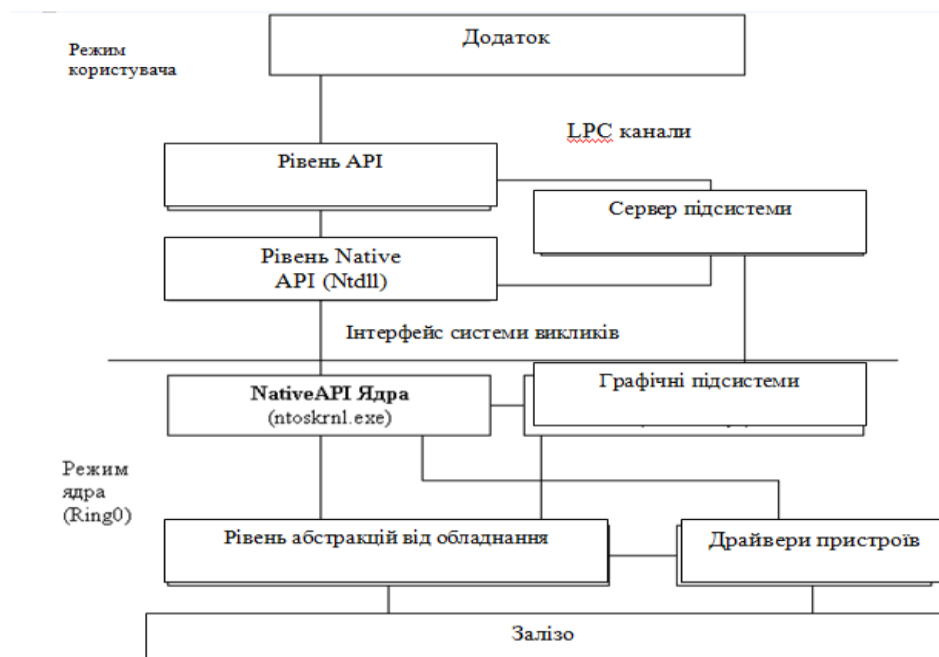 Додаток
Режим
користувача
LPC канали
Рівень API
Сервер підсистеми
Рівень Native
API (Ntdll)
Інтерфейс системи викликів
NativeAPI Ядра
(ntoskrnl.exe)
Графічні підсистеми
Режим
ядра
(Ring0)
Рівень абстракцій від обладнання
Драйвери пристроїв
Залізо